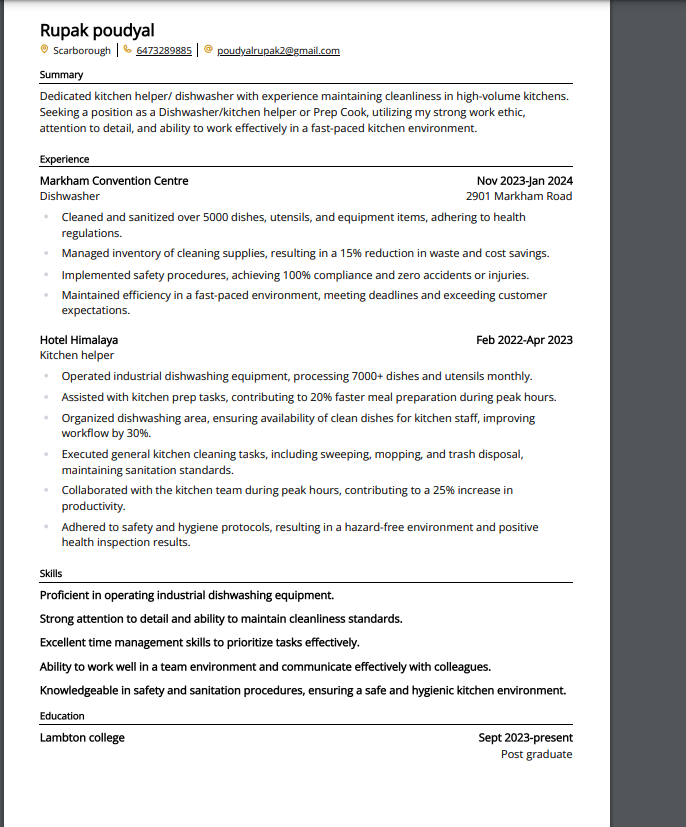 Rupak poudyal
Scarborough | 6473289885 | poudyalrupak2@gmail.com
Summary
Dedicated kitchen helper/ dishwasher with experience maintaining cleanliness in high-volume kitchens.
Seeking a position as a Dishwasher/kitchen helper or Prep Cook, utilizing my strong work ethic,
attention to detail, and ability to work effectively in a fast-paced kitchen environment.
Experience
Markham Convention Centre Nov 2023-Jan 2024
Dishwasher 2901 Markham Road
Cleaned and sanitized over 5000 dishes, utensils, and equipment items, adhering to health
regulations.
Managed inventory of cleaning supplies, resulting in a 15% reduction in waste and cost savings.
Implemented safety procedures, achieving 100% compliance and zero accidents or injuries.
Maintained efficiency in a fast-paced environment, meeting deadlines and exceeding customer
expectations.
Hotel Himalaya Feb 2022-Apr 2023
Kitchen helper
Operated industrial dishwashing equipment, processing 7000+ dishes and utensils monthly.
Assisted with kitchen prep tasks, contributing to 20% faster meal preparation during peak hours.
Organized dishwashing area, ensuring availability of clean dishes for kitchen staff, improving
workflow by 30%.
Executed general kitchen cleaning tasks, including sweeping, mopping, and trash disposal,
maintaining sanitation standards.
Collaborated with the kitchen team during peak hours, contributing to a 25% increase in
productivity.
Adhered to safety and hygiene protocols, resulting in a hazard-free environment and positive
health inspection results.
Skills
Proficient in operating industrial dishwashing equipment.
Strong attention to detail and ability to maintain cleanliness standards.
Excellent time management skills to prioritize tasks effectively.
Ability to work well in a team environment and communicate effectively with colleagues.
Knowledgeable in safety and sanitation procedures, ensuring a safe and hygienic kitchen environment.
Education
Lambton college Sept 2023-present
Post graduate